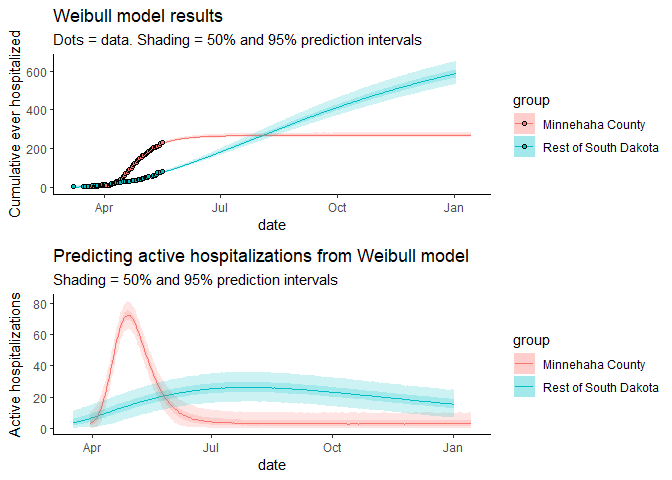 Weibull model results
Dots = data. Shading = 50% and 95% prediction intervals
Cumulative ever hospitalized
600
400
200
0
Apr
Jul
Oct
Jan
date
group
Minnehaha County
Rest of South Dakota
Predicting active hospitalizations from Weibull model
Shading = 50% and 95% prediction intervals
Active hospitalizations
80
60
40
20
0
Apr
Jul
Oct
Jan
date
group
Minnehaha County
Rest of South Dakota